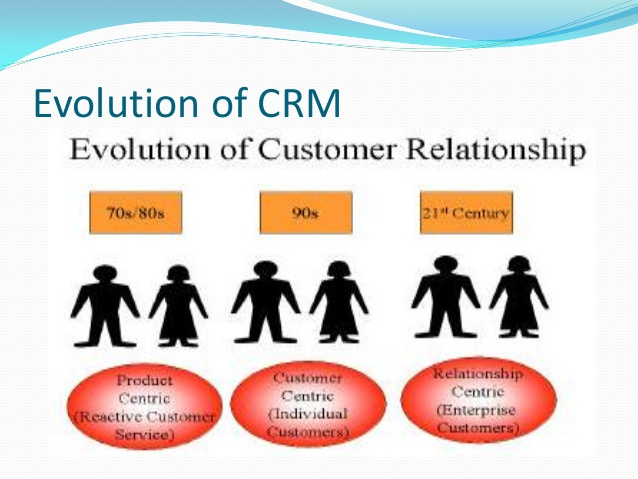 Evolution of CRM
Evolution of Customer Relationship
70s/80s
90s
21st Century
Product
Centric
(Reactive Customer
Service)
Customer
Centric
(Individual
Customers)
Relationship
Centric
(Enterprise
Customers)